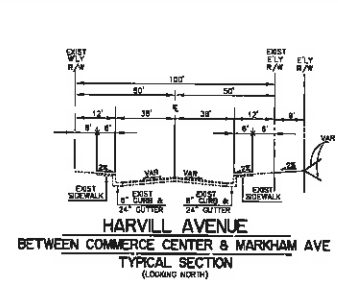 EXIST
W'LY
R/W
EXIST
E'LY
R/W
E'LY
R/W
100'
50'
50'
12'
38'
38'
12'
9'
6'
6'
6'
6'
VAR
2%
VAR
VAR
2%
2%
EXIST
SIDEWALK
EXIST
8" CURB &
24" GUTTER
EXIST
8" CURB &
24" GUTTER
EXIST
SIDEWALK
HARVILL AVENUE
BETWEEN COMMERCE CENTER & MARKHAM AVE
TYPICAL SECTION
(LOOKING NORTH)